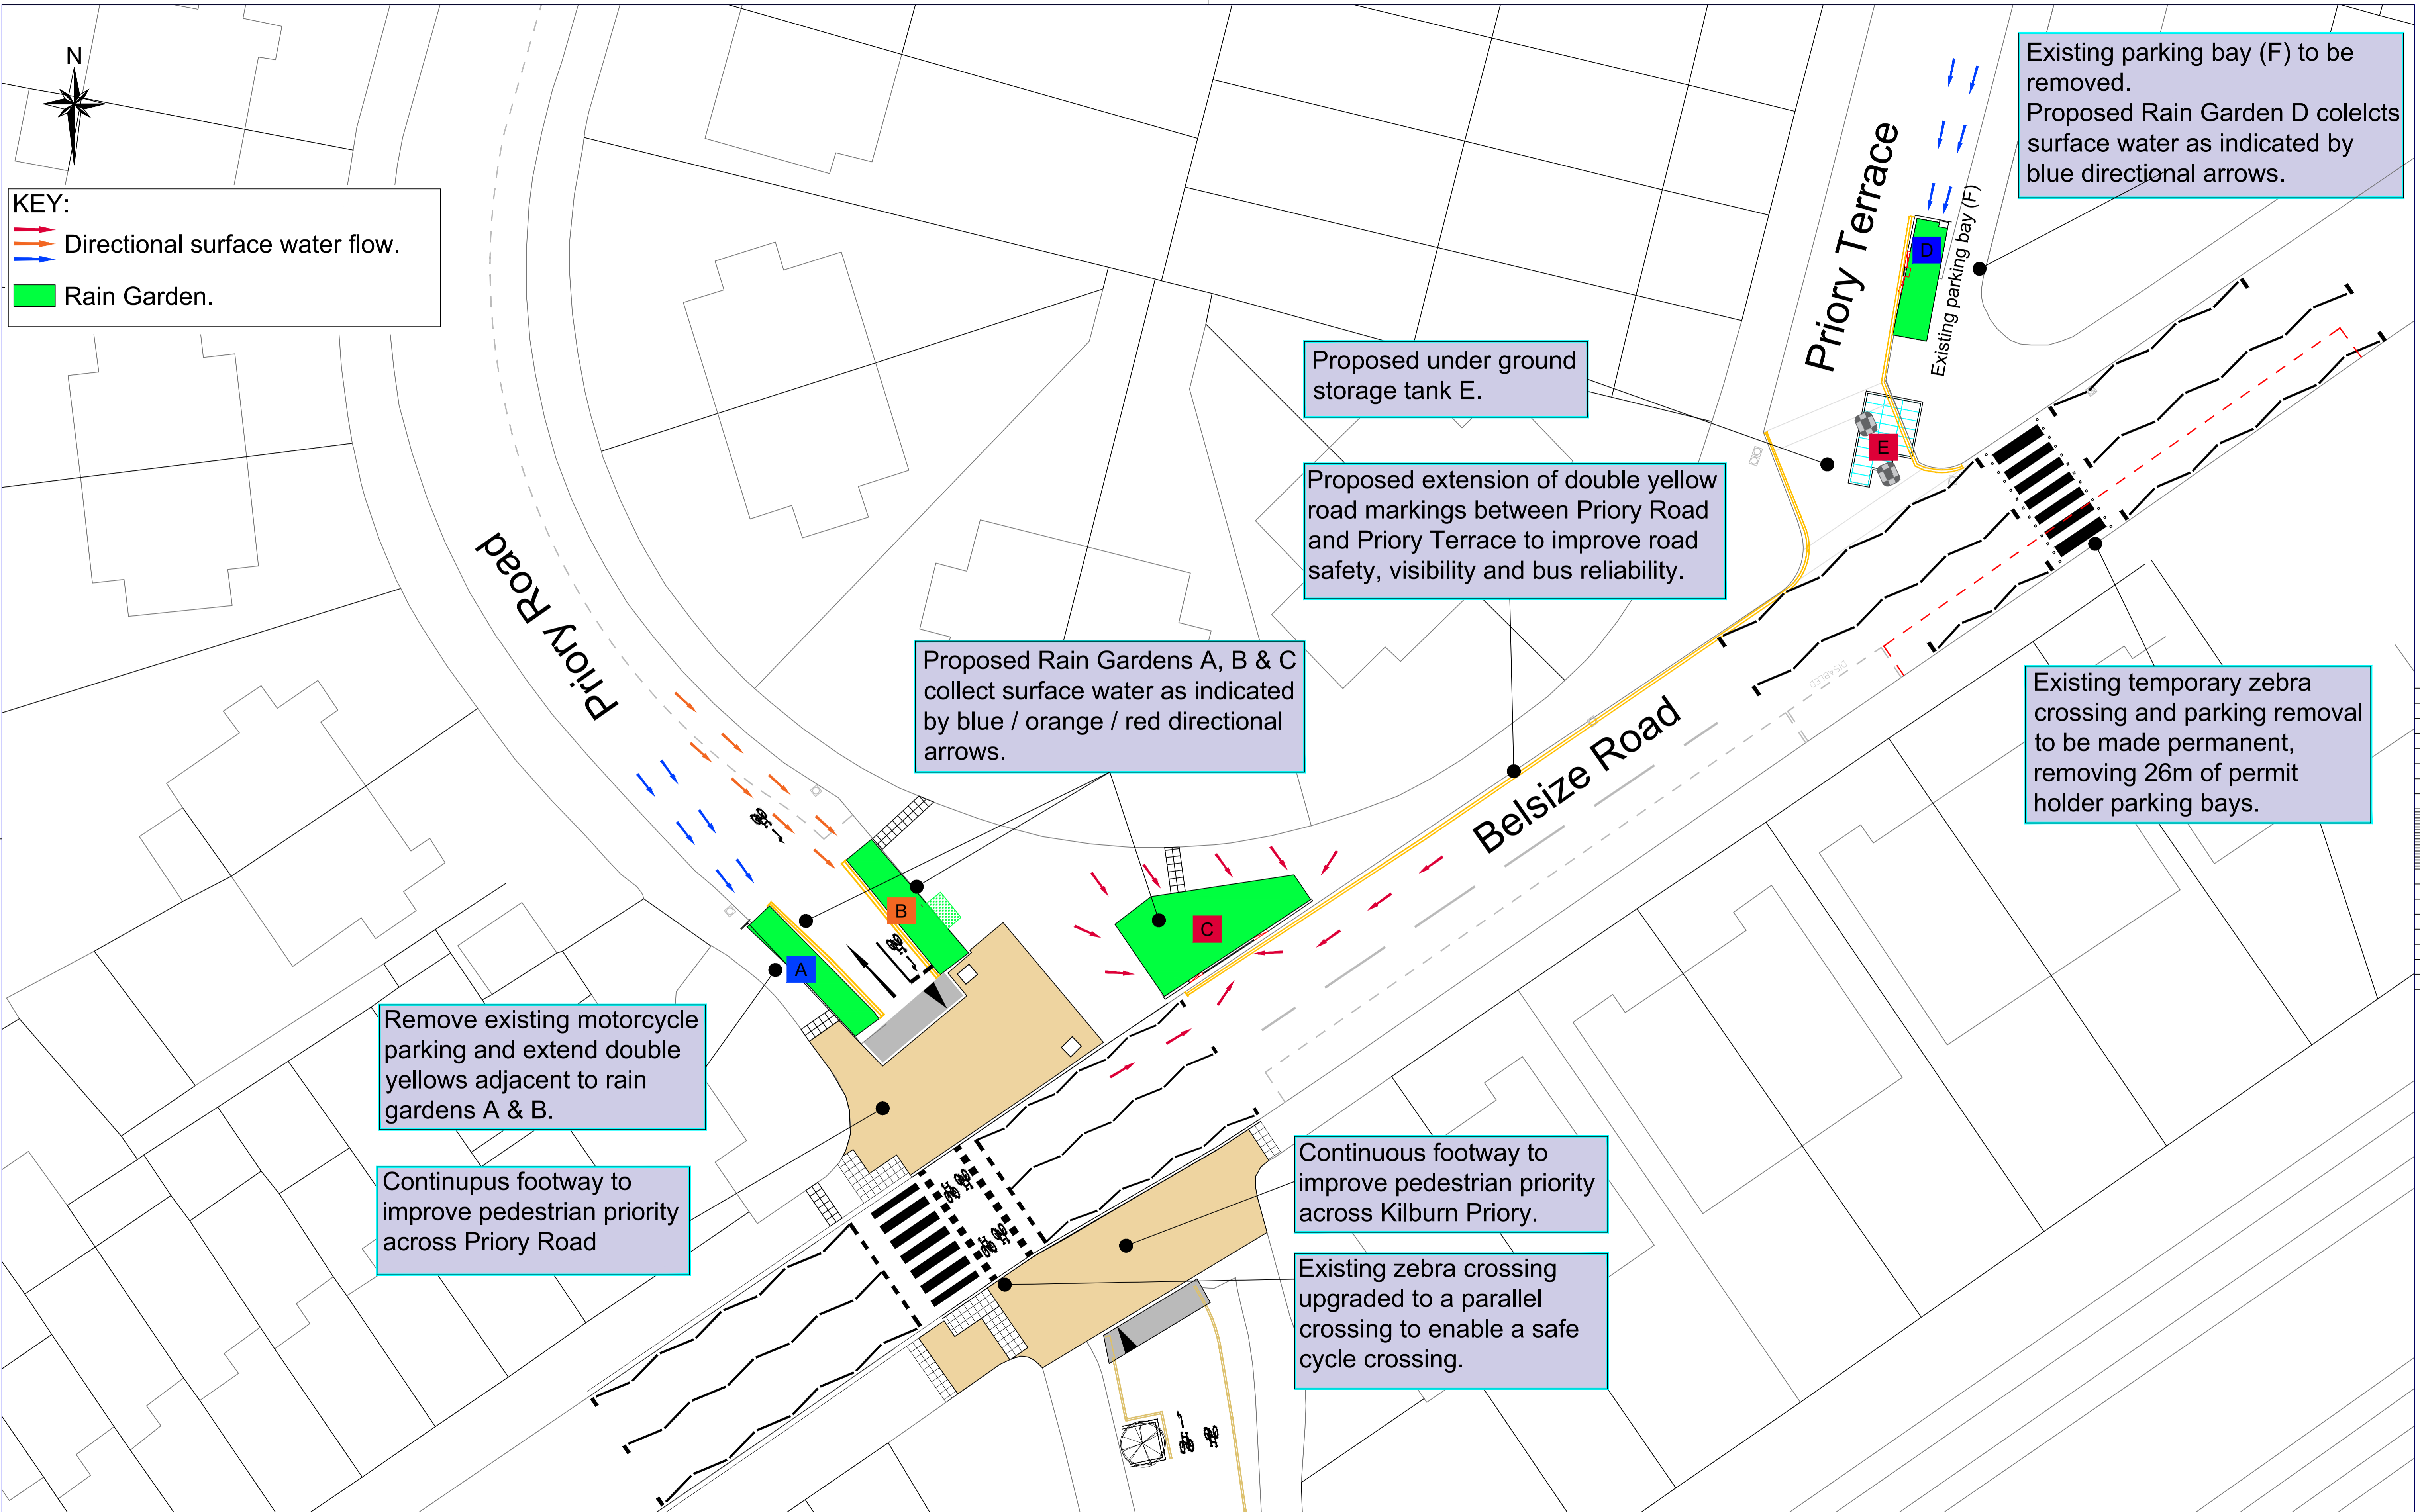 N
KEY:
Directional surface water flow.
Rain Garden.
Existing parking bay (F) to be
removed.
Proposed Rain Garden D colelcts
surface water as indicated by
blue directional arrows.
Priory Terrace
D
Existing parking bay (F)
Proposed under ground
storage tank E.
E
Proposed extension of double yellow
road markings between Priory Road
and Priory Terrace to improve road
safety, visibility and bus reliability.
Priory Road
Proposed Rain Gardens A, B & C
collect surface water as indicated
by blue / orange / red directional
arrows.
DISABLED
Belsize Road
Existing temporary zebra
crossing and parking removal
to be made permanent,
removing 26m of permit
holder parking bays.
B
C
A
Remove existing motorcycle
parking and extend double
yellows adjacent to rain
gardens A & B.
Continupus footway to
improve pedestrian priority
across Priory Road
Continuous footway to
improve pedestrian priority
across Kilburn Priory.
Existing zebra crossing
upgraded to a parallel
crossing to enable a safe
cycle crossing.